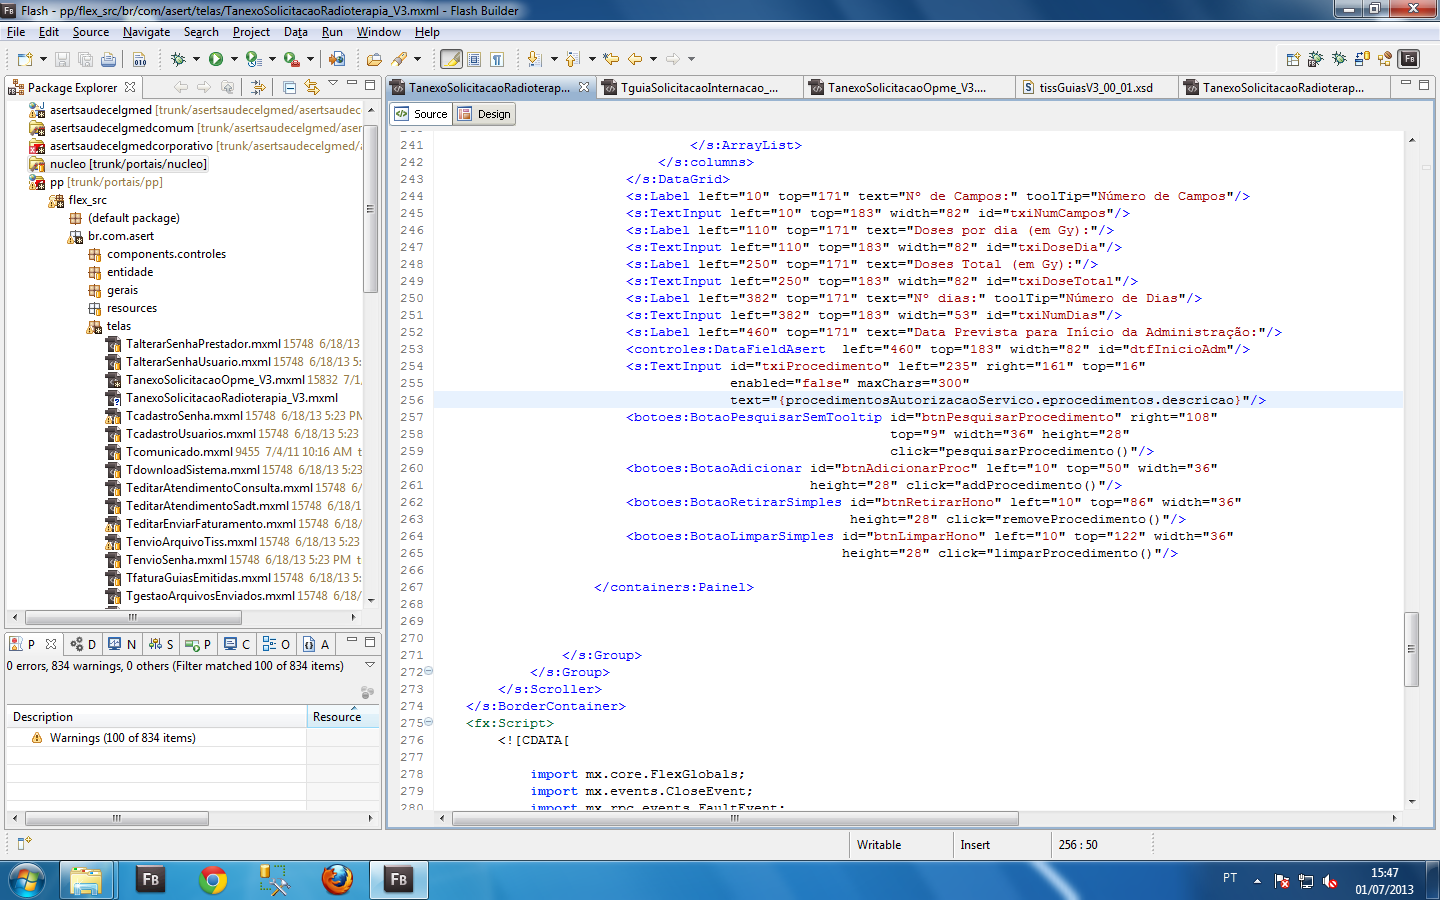 Flash - pp/flex_src/br/com/asert/telas/TanexoSolicitacaoRadioterapia_V3.mxml - Flash Builder
File Edit Source Navigate Search Project Data Run Window Help
Package Explorer
asertsaudecelgmed [trunk/asertsaudecelgmed/asertsaudec
asertsaudecelgmedcomum [trunk/asertsaudecelgmed/aser
asertsaudecelgmedcorporativo [trunk/asertsaudecelgmed/
nucleo [trunk/portais/nucleo]
pp [trunk/portais/pp]
flex_src
(default package)
br.com.asert
components.controles
entidade
gerais
resources
telas
TalterarSenhaPrestador.mxml 15748 6/18/13
TalterarSenhaUsuario.mxml 15748 6/18/13 5:
TanexoSolicitacaoOpme_V3.mxml 15832 7/1,
TanexoSolicitacaoRadioterapia_V3.mxml
TcadastroSenha.mxml 15748 6/18/13 5:23 PM
TcadastroUsuarios.mxml 15748 6/18/13 5:23
Tcomunicado.mxml 9455 7/4/11 10:16 AM t
TdownloadSistema.mxml 15748 6/18/13 5:23
TeditarAtendimentoConsulta.mxml 15748 6/
TeditarAtendimentoSadt.mxml 15748 6/18/1
TeditarEnviarFaturamento.mxml 15748 6/18/
TenvioArquivoTiss.mxml 15748 6/18/13 5:23
TenvioSenha.mxml 15748 6/18/13 5:23 PM t
TfaturaGuiasEmitidas.mxml 15748 6/18/13 5:
TgestaoArquivosEnviados.mxml 15748 6/18/
P D N S P C O A
0 errors, 834 warnings, 0 others (Filter matched 100 of 834 items)
Description Resource
Warnings (100 of 834 items)
TanexoSolicitacaoRadioterap... TguiaSolicitacaoInternacao_... TanexoSolicitacaoOpme_V3.... tissGuiasV3_00_01.xsd TanexoSolicitacaoRadioterap...
Source Design
241 </s:ArrayList>
242 </s:columns>
243 </s:DataGrid>
244 <s:Label left="10" top="171" text="Nº de Campos:" toolTip="Número de Campos"/>
245 <s:TextInput left="10" top="183" width="82" id="txiNumCampos"/>
246 <s:Label left="110" top="171" text="Doses por dia (em Gy):"/>
247 <s:TextInput left="110" top="183" width="82" id="txiDoseDia"/>
248 <s:Label left="250" top="171" text="Doses Total (em Gy):"/>
249 <s:TextInput left="250" top="183" width="82" id="txiDoseTotal"/>
250 <s:Label left="382" top="171" text="Nº dias:" toolTip="Número de Dias"/>
251 <s:TextInput left="382" top="183" width="53" id="txiNumDias"/>
252 <s:Label left="460" top="171" text="Data Prevista para Início da Administração:"/>
253 <controles:DataFieldAsert left="460" top="183" width="82" id="dtfInicioAdm"/>
254 <s:TextInput id="txiProcedimento" left="235" right="161" top="16"
255 enabled="false" maxChars="300"
256 text="{procedimentosAutorizacaoServico.eprocedimentos.descricao}"/>
257 <botoes:BotaoPesquisarSemTooltip id="btnPesquisarProcedimento" right="108"
258 top="9" width="36" height="28"
259 click="pesquisarProcedimento()"/>
260 <botoes:BotaoAdicionar id="btnAdicionarProc" left="10" top="50" width="36"
261 height="28" click="addProcedimento()"/>
262 <botoes:BotaoRetirarSimples id="btnRetirarHono" left="10" top="86" width="36"
263 height="28" click="removeProcedimento()"/>
264 <botoes:BotaoLimparSimples id="btnLimparHono" left="10" top="122" width="36"
265 height="28" click="limparProcedimento()"/>
266
267 </containers:Painel>
268
269
270
271 </s:Group>
272 </s:Group>
273 </s:Scroller>
274 </s:BorderContainer>
275 <fx:Script>
276 <![CDATA[
277
278 import mx.core.FlexGlobals;
279 import mx.events.CloseEvent;
280 import mx.rpc.events.FaultEvent;
Writable Insert 256 : 50
PT 15:47
01/07/2013